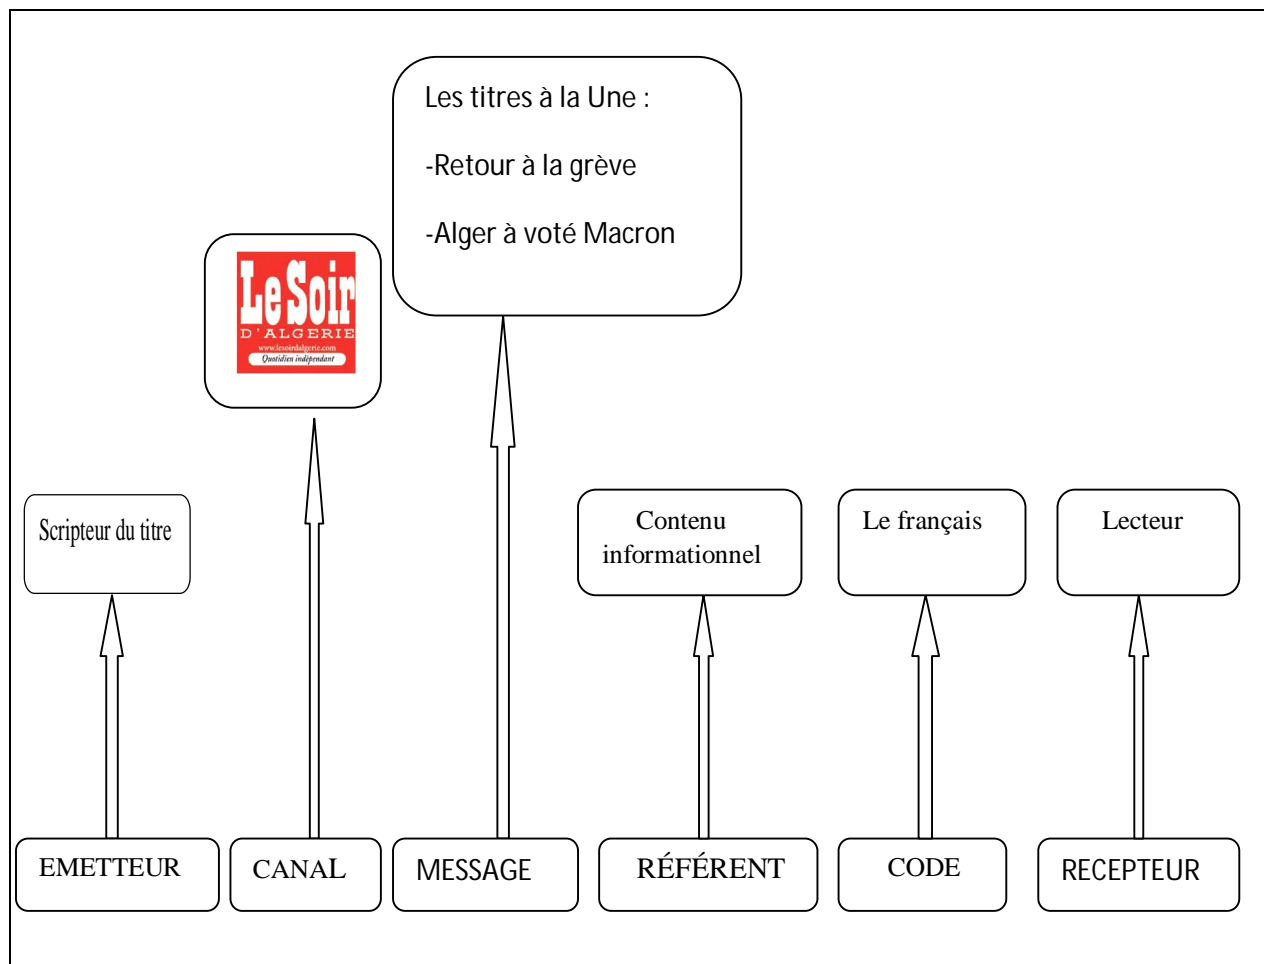 Les titres à la Une :
-Retour à la grève
-Alger à voté Macron
Le Soir
D'ALGERIE
www.lesoirdalgerie.com
Quotidien indépendant
Scripteur du titre
Contenu
informationnel
Le français
Lecteur
EMETTEUR
CANAL
MESSAGE
RÉFÉRENT
CODE
RECEPTEUR